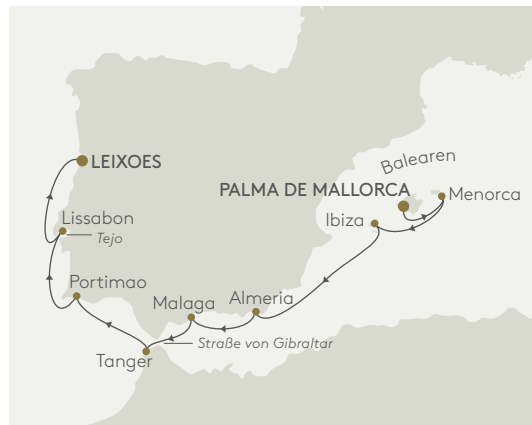 LEIXOES
Balearen
PALMA DE MALLORCA
Menorca
Lissabon
Ibiza
Tejo
Portimao
Almeria
Malaga
Straße von Gibraltar
Tanger